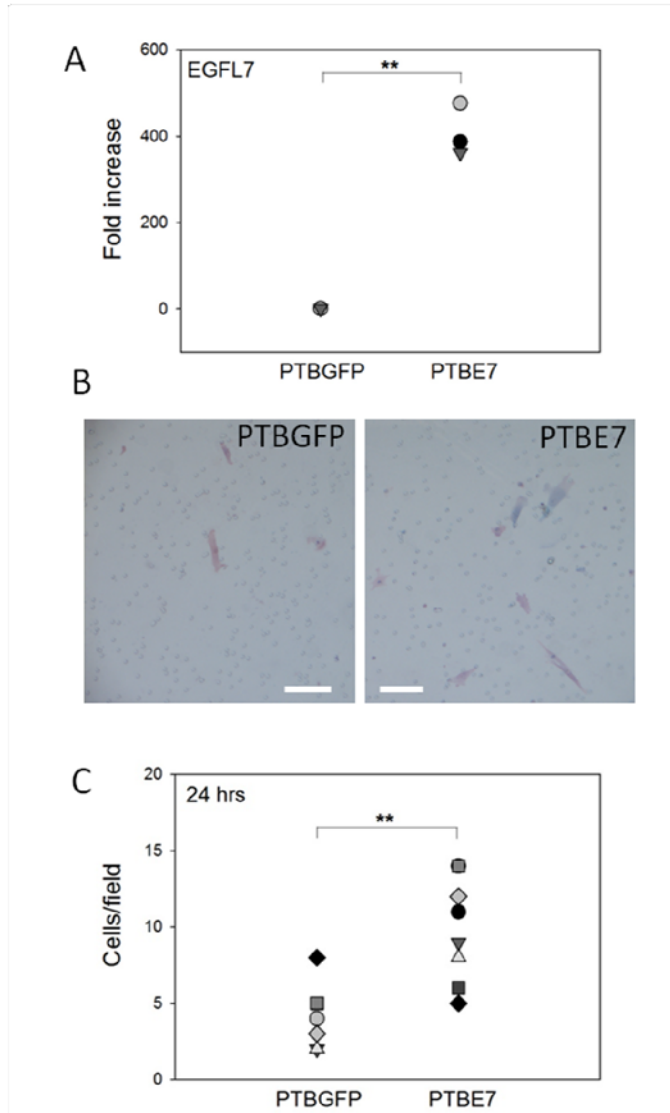 A
EGFL7
**
600
400
200
0
Fold increase
PTBGFP PTBE7
B
PTBGFP PTBE7
C
24 hrs
**
20
15
10
5
0
Cells/field
PTBGFP PTBE7